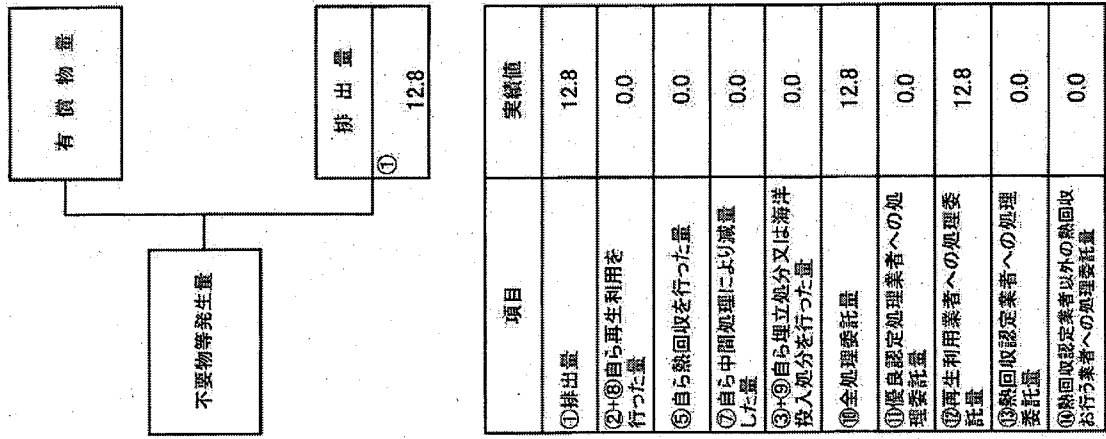 有償物量
不要物等発生量
排出量
①
12.8
項目
実績値
①排出量
12.8
②+⑧自ら再生利用を
行った量
0.0
⑤自ら熱回収を行った量
0.0
⑦自ら中間処理により減量
した量
0.0
③+⑨自ら埋立処分又は海洋
投入処分を行った量
0.0
⑩全処理委託量
12.8
⑪優良認定処理業者への処
理委託量
0.0
⑫再生利用業者への処理委
託量
12.8
⑬熱回収認定業者への処理
委託量
0.0
⑭熱回収認定業者以外の熱回収
お行う業者への処理委託量
0.0